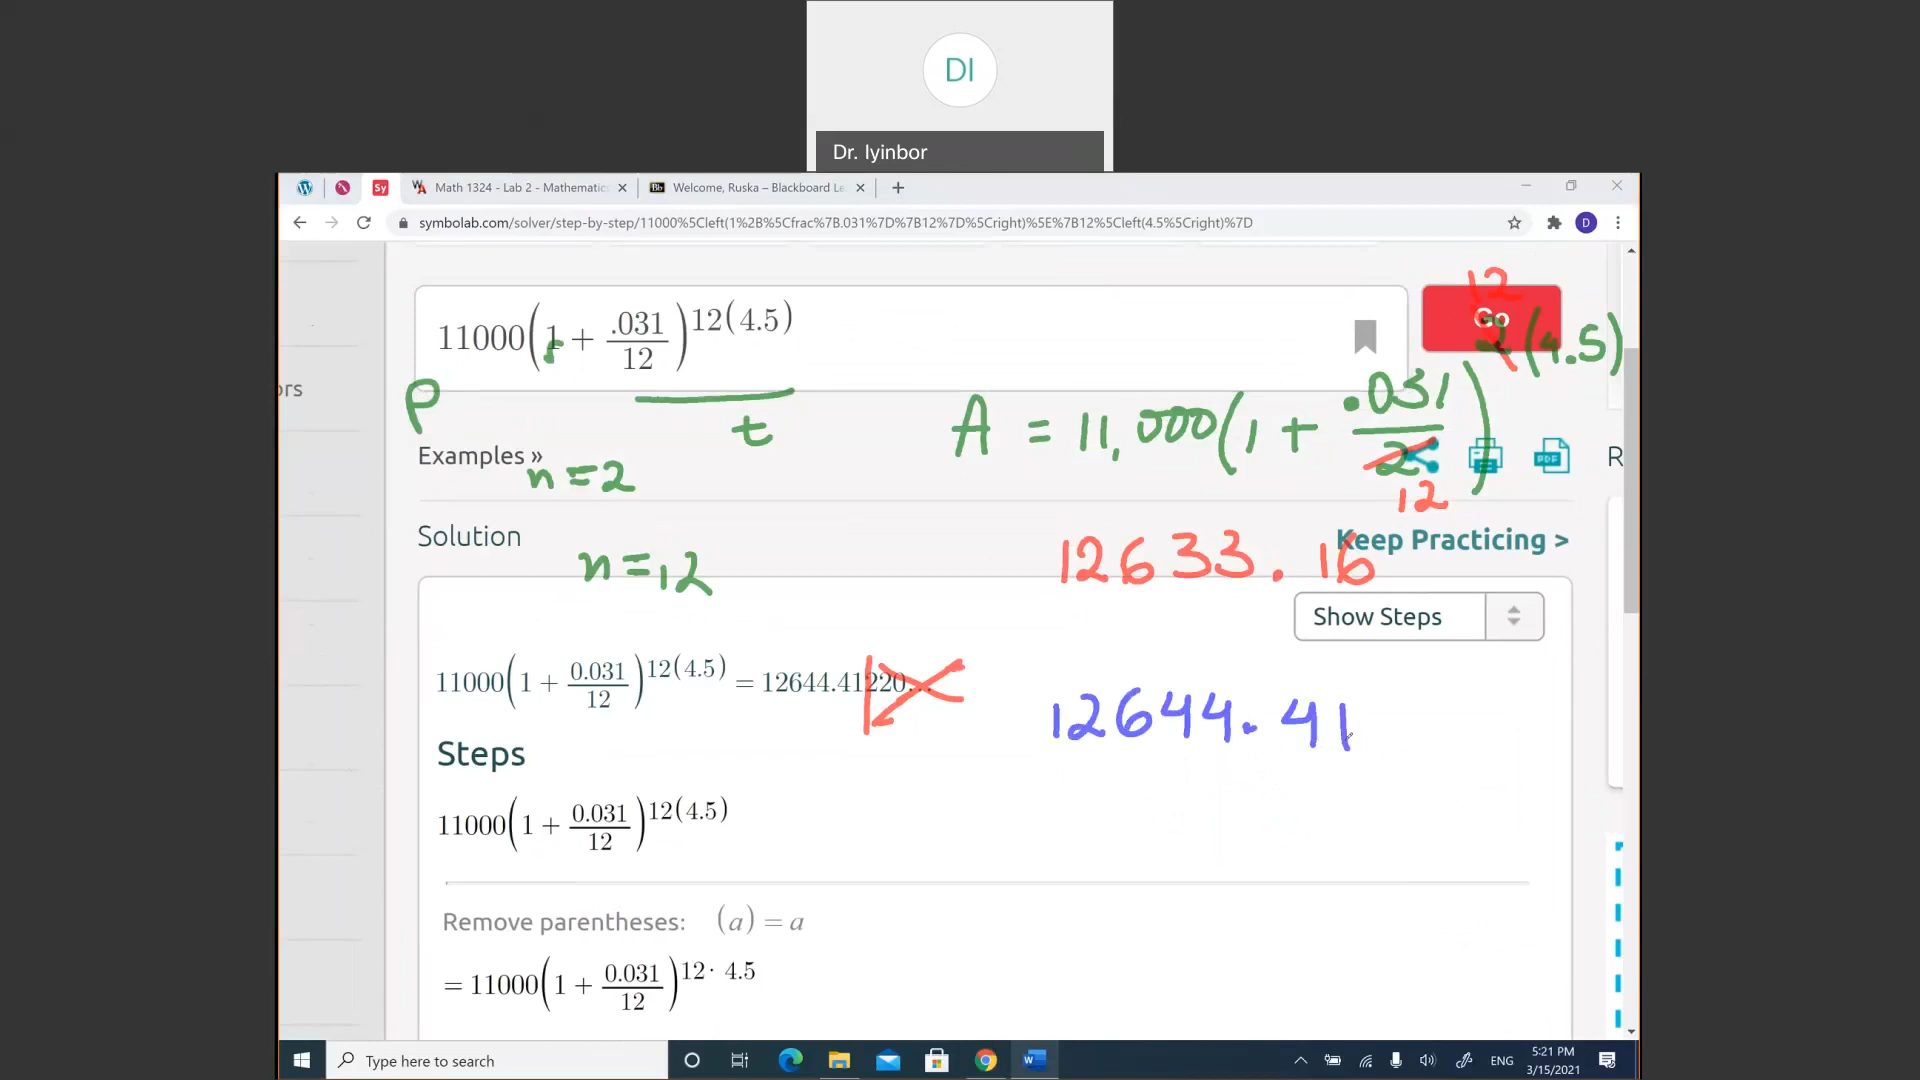 DI
Dr. Iyinbor
Sy
Math 1324 - Lab 2 - Mathematic
Bb
Welcome, Ruska – Blackboard Le
symbolab.com/solver/step-by-step/11000%5Cleft(1%2B%5Cfrac%7B.031%7D%7B12%7D%5Cright)%5E%7B12%5Cleft(4.5%5Cright)%7D
D
11000(1 + .031/12)^12(4.5)
Go
12
2(4.5)
ors
P
r
t
A = 11,000(1 + .031/2)
12
Examples »
n = 2
PDF
R
Solution
Keep Practicing >
n = 12
12633.16
Show Steps
11000(1 + 0.031/12)^12(4.5) = 12644.41220...
12644.41
Steps
11000(1 + 0.031/12)^12(4.5)
Remove parentheses: (a) = a
= 11000(1 + 0.031/12)^12· 4.5
Type here to search
ENG
5:21 PM
3/15/2021